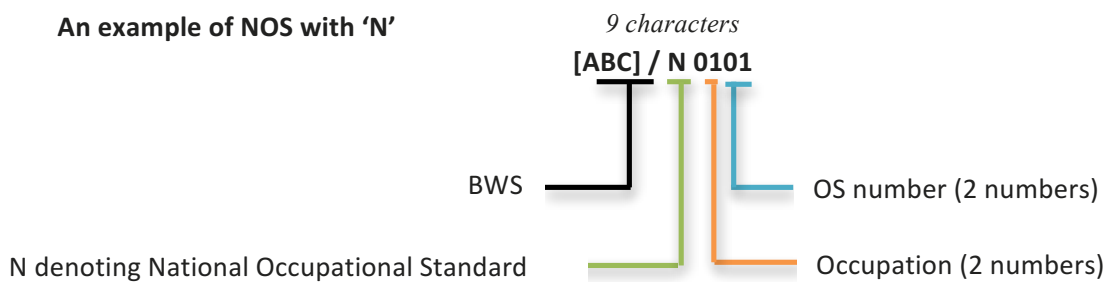 An example of NOS with ‘N’
9 characters
[ABC] / N 0101
BWS
OS number (2 numbers)
N denoting National Occupational Standard
Occupation (2 numbers)